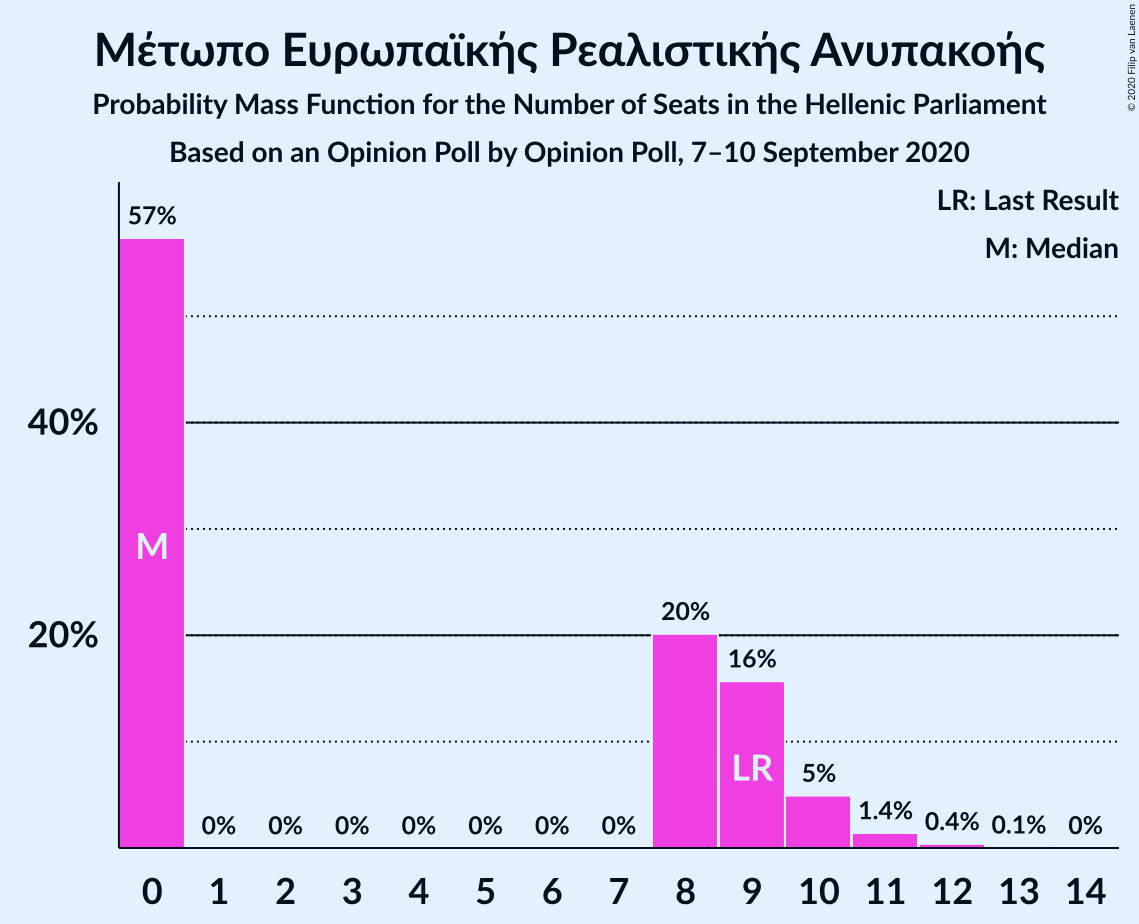 Μέτωπο Ευρωπαϊκής Ρεαλιστικής Ανυπακοής
Probability Mass Function for the Number of Seats in the Hellenic Parliament
Based on an Opinion Poll by Opinion Poll, 7–10 September 2020
© 2020 Filip van Laenen
LR: Last Result
M: Median
57%
40%
M
20%
20%
16%
LR
5%
1.4%
0.4%
0.1%
0%
0% 0% 0% 0% 0% 0% 0%
0 1 2 3 4 5 6 7 8 9 10 11 12 13 14